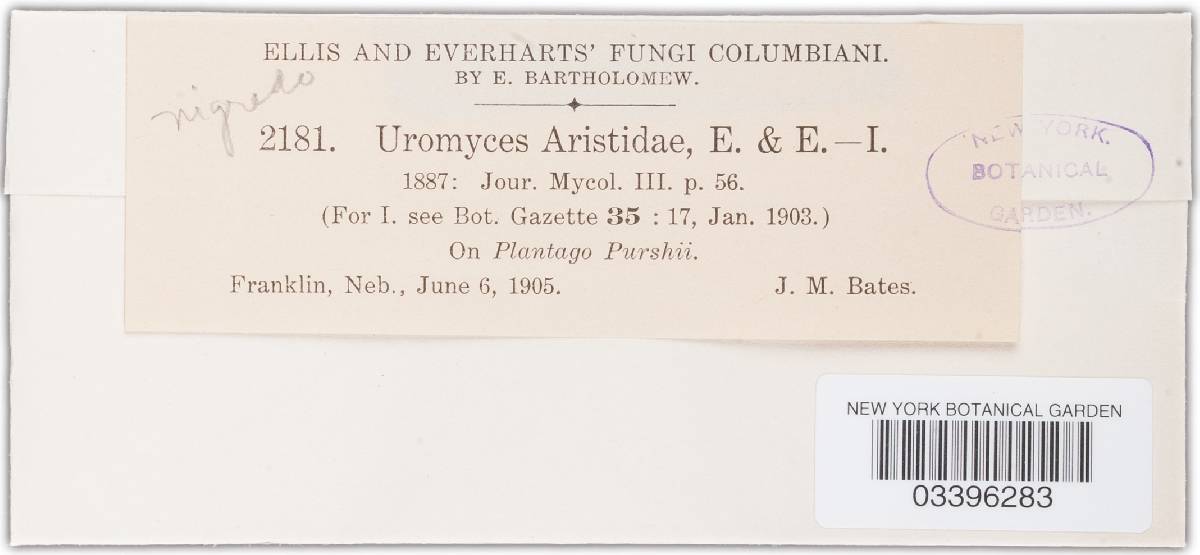 ELLIS AND EVERHARTS' FUNGI COLUMBIANI.
BY E. BARTHOLOMEW.
nigredo
2181. Uromyces Aristidae, E. & E.—I.
1887: Jour. Mycol. III. p. 56.
(For I. see Bot. Gazette 35 : 17, Jan. 1903.)
On Plantago Purshii.
Franklin, Neb., June 6, 1905. J. M. Bates.
NEW YORK.
BOTANICAL
GARDEN.
NEW YORK BOTANICAL GARDEN
03396283